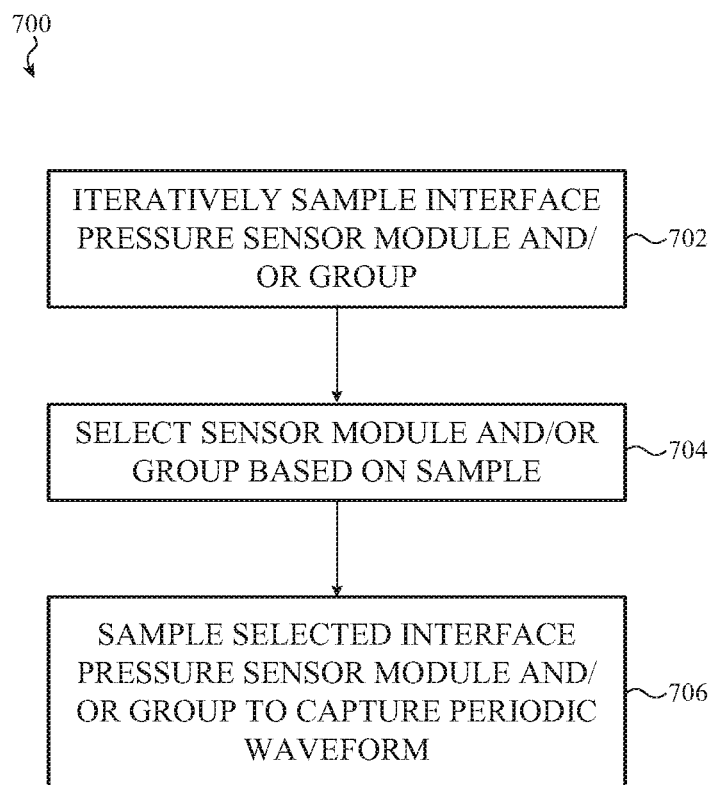 700
ITERATIVELY SAMPLE INTERFACE
PRESSURE SENSOR MODULE AND/
OR GROUP
702
SELECT SENSOR MODULE AND/OR
GROUP BASED ON SAMPLE
704
SAMPLE SELECTED INTERFACE
PRESSURE SENSOR MODULE AND/
OR GROUP TO CAPTURE PERIODIC
WAVEFORM
706